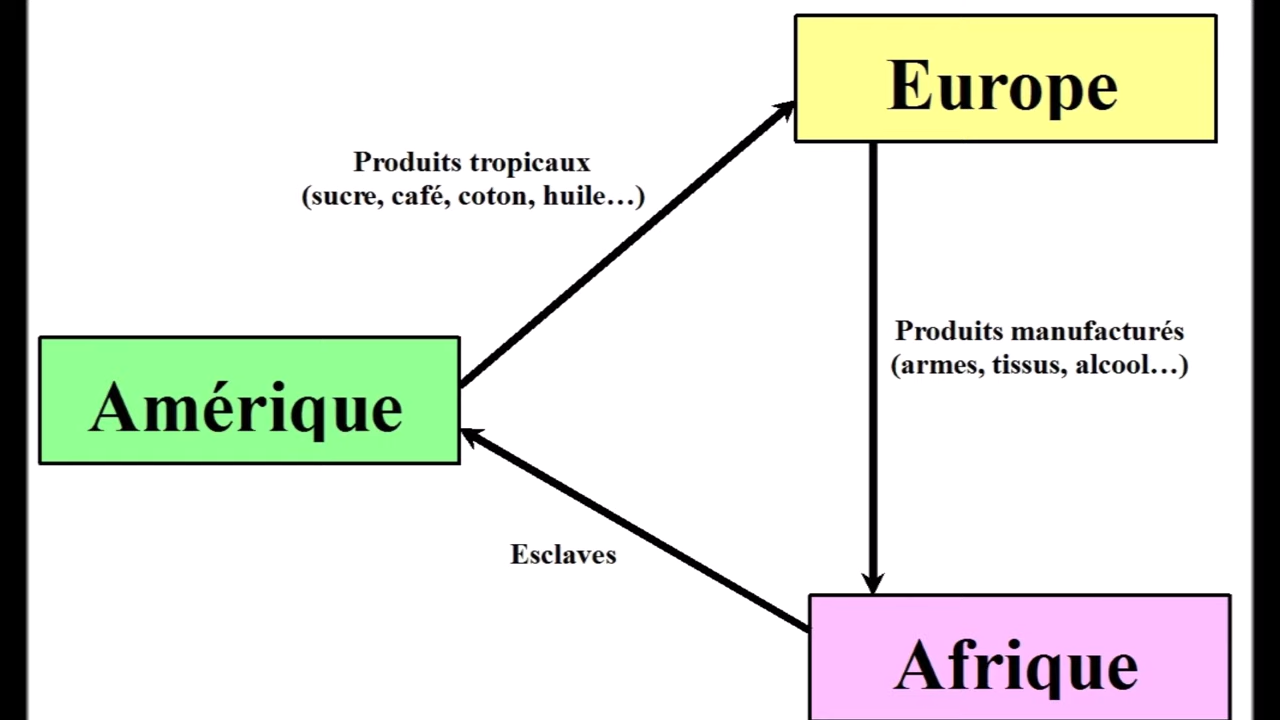 Europe
Produits tropicaux
(sucre, café, coton, huile…)
Produits manufacturés
(armes, tissus, alcool…)
Amérique
Esclaves
Afrique